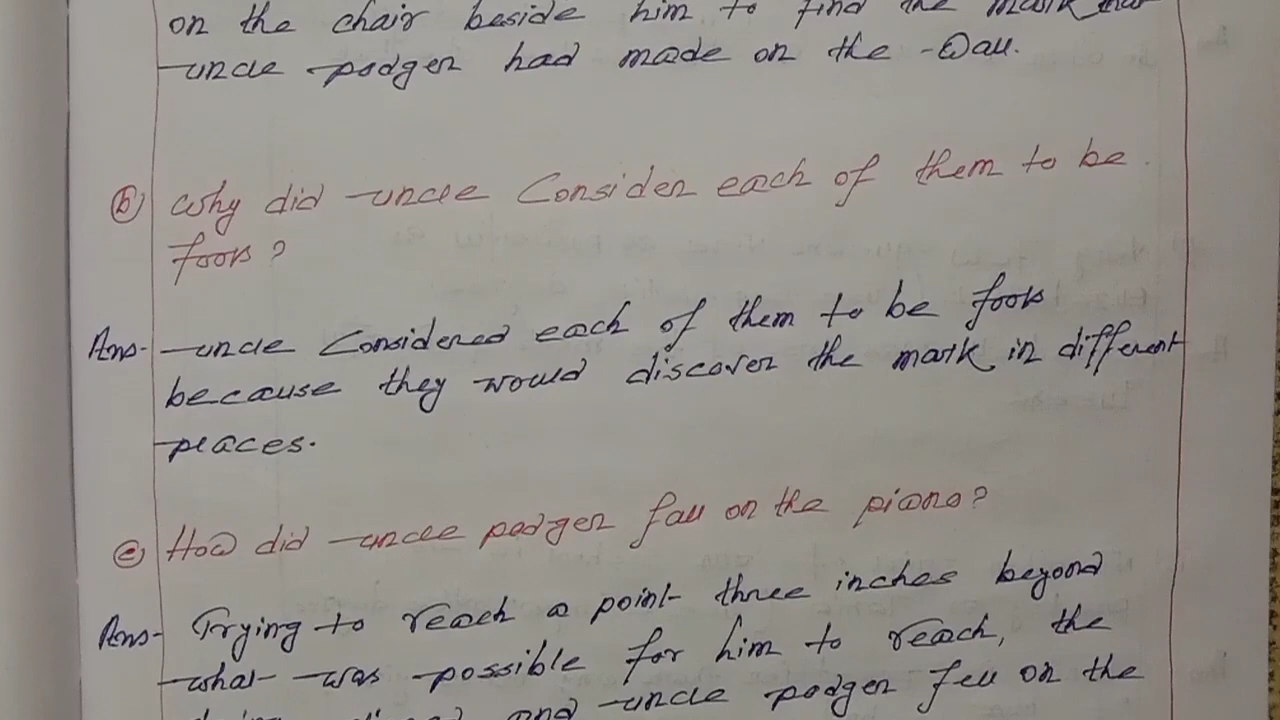 on the chair beside him to find the mark that
uncle podger had made on the wall.
(b) Why did uncle Consider each of them to be
fools?
Ans- uncle Considered each of them to be fools
because they would discover the mark in different
places.
(c) How did uncle podger fall on the piano?
Ans- Trying to reach a point three inches beyond
what was possible for him to reach, the
and uncle podger fell on the